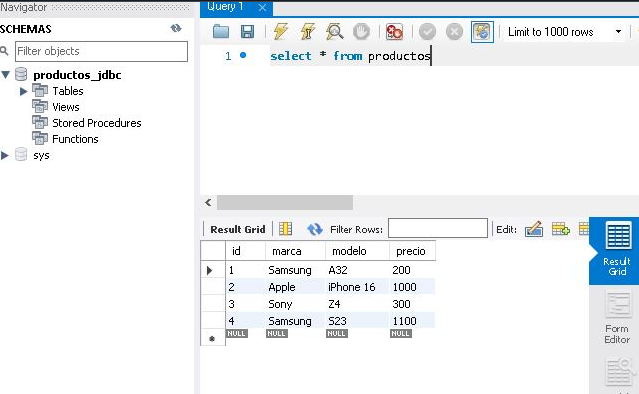 Navigator
Query 1
SCHEMAS
Filter objects
productos_jdbc
Tables
Views
Stored Procedures
Functions
sys
Limit to 1000 rows
1 select * from productos
Result Grid Filter Rows: Edit:
id marca modelo precio
1 Samsung A32 200
2 Apple iPhone 16 1000
3 Sony Z4 300
4 Samsung S23 1100
NULL NULL NULL NULL
Result
Grid
Form
Editor